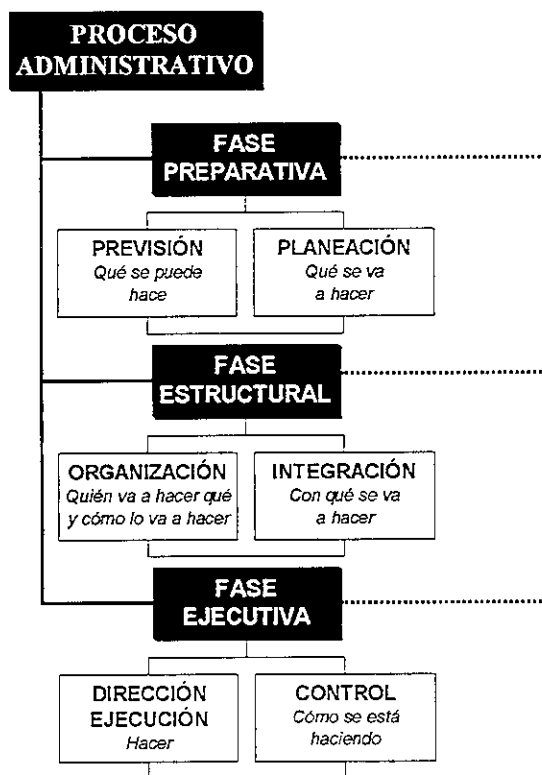 PROCESO
ADMINISTRATIVO
FASE
PREPARATIVA
PREVISIÓN
Qué se puede
hace
PLANEACIÓN
Qué se va
a hacer
FASE
ESTRUCTURAL
ORGANIZACIÓN
Quién va a hacer qué
y cómo lo va a hacer
INTEGRACIÓN
Con qué se va
a hacer
FASE
EJECUTIVA
DIRECCIÓN
EJECUCIÓN
Hacer
CONTROL
Cómo se está
haciendo